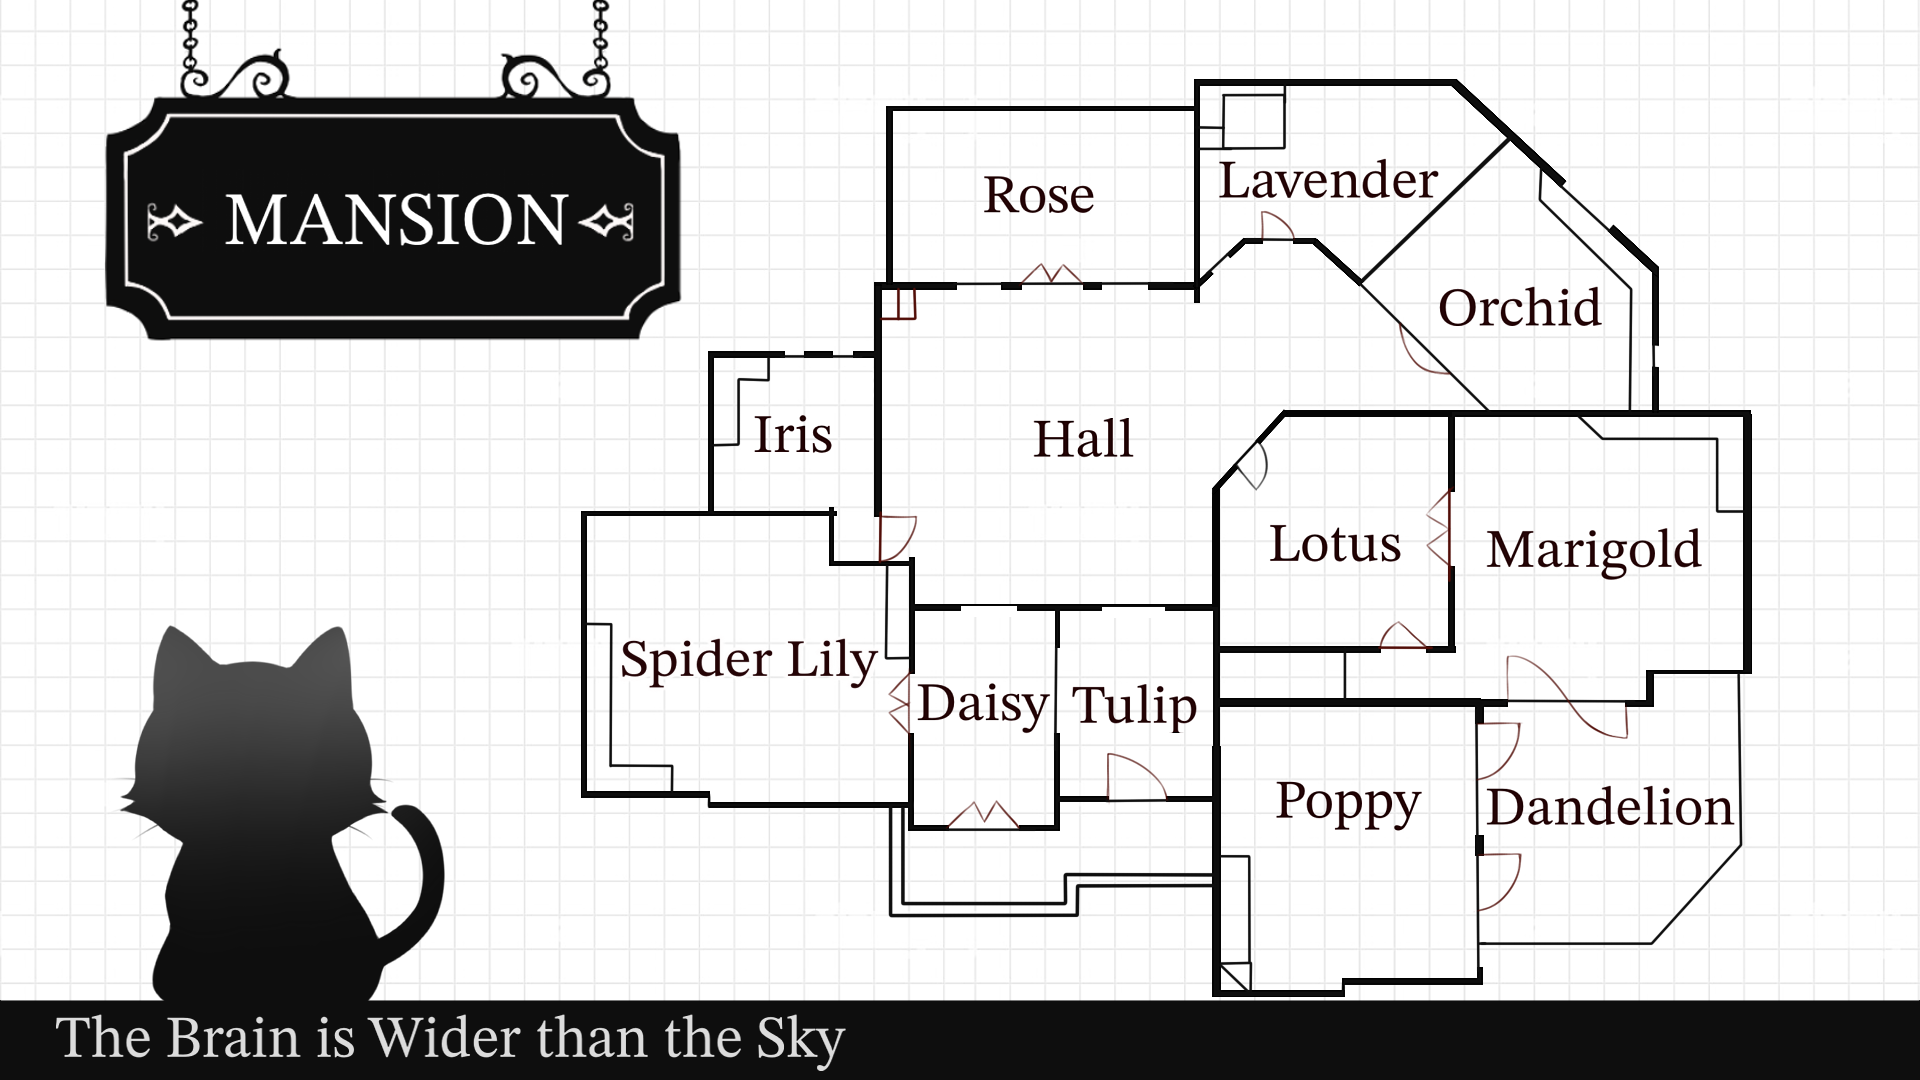 MANSION
Rose
Lavender
Orchid
Iris
Hall
Lotus
Marigold
Spider Lily
Daisy
Tulip
Poppy
Dandelion
The Brain is Wider than the Sky